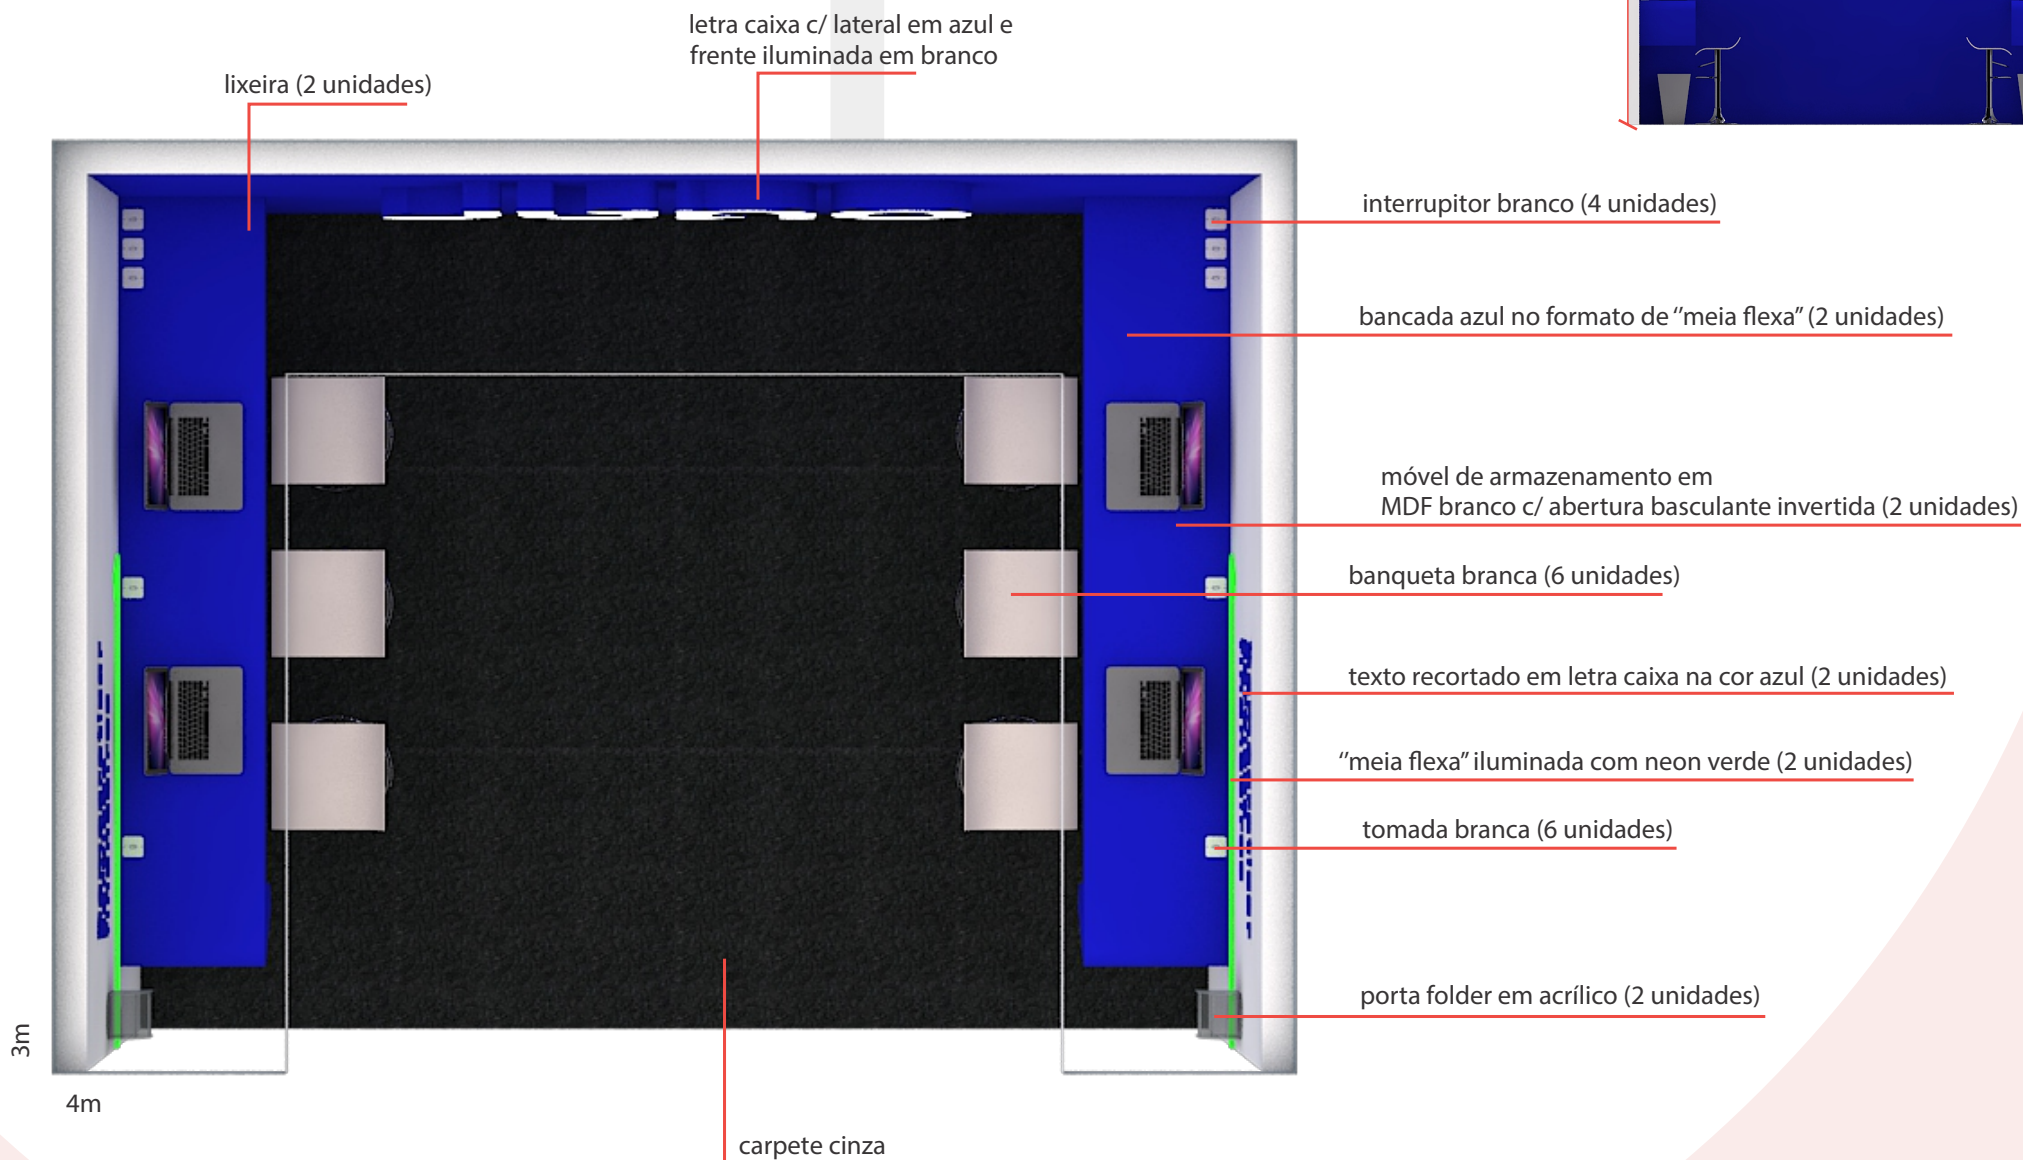 letra caixa c/ lateral em azul e
frente iluminada em branco
lixeira (2 unidades)
interrupitor branco (4 unidades)
bancada azul no formato de “meia flexa” (2 unidades)
móvel de armazenamento em
MDF branco c/ abertura basculante invertida (2 unidades)
banqueta branca (6 unidades)
texto recortado em letra caixa na cor azul (2 unidades)
“meia flexa” iluminada com neon verde (2 unidades)
tomada branca (6 unidades)
porta folder em acrílico (2 unidades)
3m
4m
carpete cinza